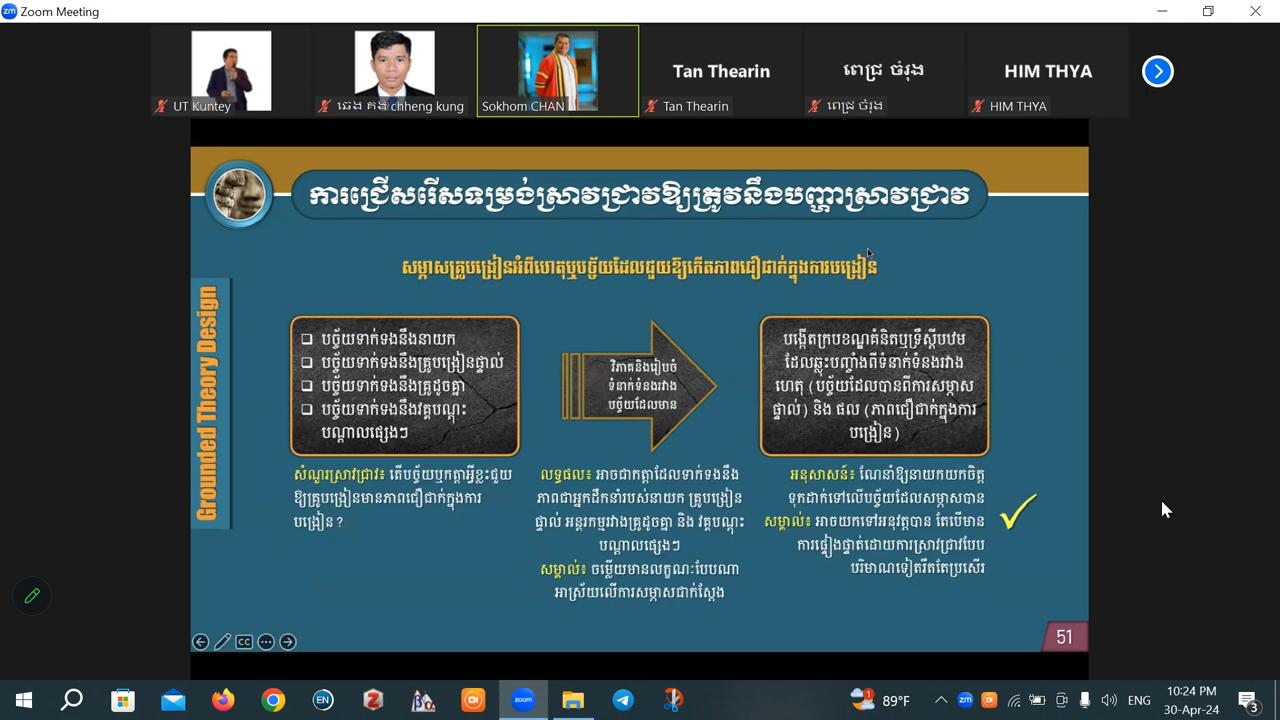 Zoom Meeting
UT Kuntey
ឆេង គង់ chheng kung
Sokhom CHAN
Tan Thearin
Tan Thearin
ពេជ្រ ចំរុង
ពេជ្រ ចំរុង
HIM THYA
HIM THYA
ការជ្រើសរើសទម្រង់ស្រាវជ្រាវឱ្យត្រូវនឹងបញ្ហាស្រាវជ្រាវ
សម្ភាសគ្រូបង្រៀនអំពីហេតុឬបច្ច័យដែលជួយឱ្យកើតភាពជឿជាក់ក្នុងការបង្រៀន
Grounded Theory Design
❑ បច្ច័យទាក់ទងនឹងនាយក
❑ បច្ច័យទាក់ទងនឹងគ្រូបង្រៀនផ្ទាល់
❑ បច្ច័យទាក់ទងនឹងគ្រូដូចគ្នា
❑ បច្ច័យទាក់ទងនឹងវគ្គបណ្តុះ
បណ្តាលផ្សេងៗ
សំណួរស្រាវជ្រាវ៖ តើបច្ច័យឬកត្តាអ្វីខ្លះជួយ
ឱ្យគ្រូបង្រៀនមានភាពជឿជាក់ក្នុងការ
បង្រៀន ?
វិភាគនិងរៀបចំ
ទំនាក់ទំនងរវាង
បច្ច័យដែលមាន
លទ្ធផល៖ អាចជាកត្តាដែលទាក់ទងនឹង
ភាពជាអ្នកដឹកនាំរបស់នាយក គ្រូបង្រៀន
ផ្ទាល់ អន្តរកម្មរវាងគ្រូដូចគ្នា និង វគ្គបណ្តុះ
បណ្តាលផ្សេងៗ
សម្គាល់៖ ចម្លើយមានលក្ខណៈបែបណា
អាស្រ័យលើការសម្ភាសជាក់ស្តែង
បង្កើតក្របខណ្ឌគំនិតឬទ្រឹស្តីបឋម
ដែលឆ្លុះបញ្ចាំងពីទំនាក់ទំនងរវាង
ហេតុ (បច្ច័យដែលបានពីការសម្ភាស
ផ្ទាល់) និង ផល (ភាពជឿជាក់ក្នុងការ
បង្រៀន)
អនុសាសន៍៖ ណែនាំឱ្យនាយកយកចិត្ត
ទុកដាក់ទៅលើបច្ច័យដែលសម្ភាសបាន
សម្គាល់៖ អាចយកទៅអនុវត្តបាន តែបើមាន
ការផ្ទៀងផ្ទាត់ដោយការស្រាវជ្រាវបែប
បរិមាណទៀតរឹតតែប្រសើរ
51
89°F
ENG
10:24 PM
30-Apr-24
3